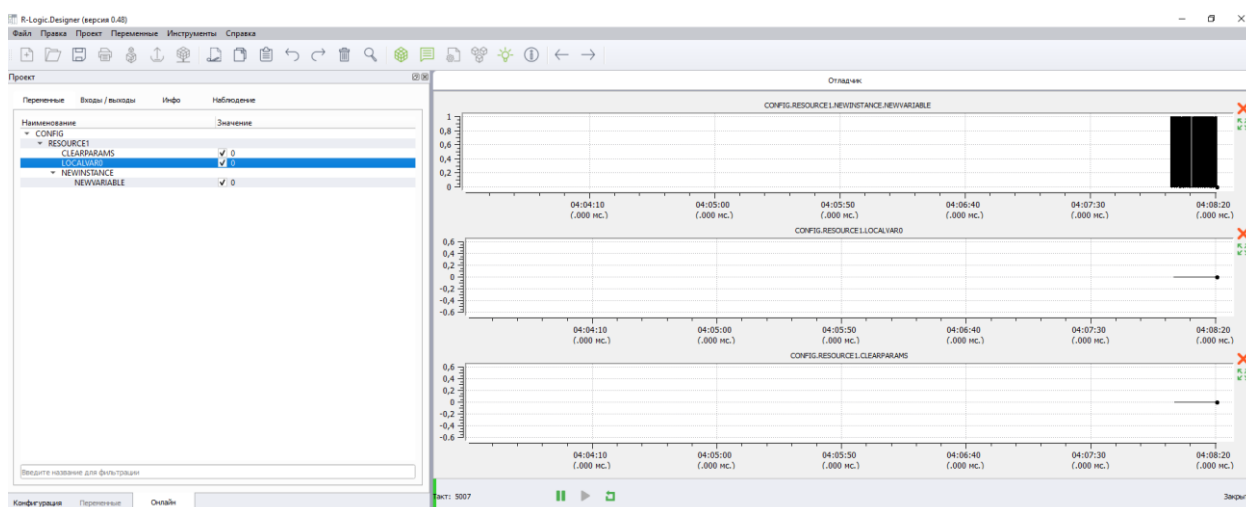 R-Logic.Designer (версия 0.48)
Файл Правка Проект Переменные Инструменты Справка
Проект
Переменные Входы / выходы Инфо Наблюдение
Наименование Значение
CONFIG
RESOURCE1
CLEARPARAMS 0
LOCALVAR0 0
NEWINSTANCE
NEWVARIABLE 0
Введите название для фильтрации
Конфигурация Переменные Онлайн
Отладчик
CONFIG.RESOURCE1.NEWINSTANCE.NEWVARIABLE
1
0,8
0,6
0,4
0,2
0
04:04:10 04:05:00 04:05:50 04:06:40 04:07:30 04:08:20
(.000 мс.) (.000 мс.) (.000 мс.) (.000 мс.) (.000 мс.) (.000 мс.)
CONFIG.RESOURCE1.LOCALVAR0
0,6
0,4
0,2
0
-0,2
-0,4
-0,6
04:04:10 04:05:00 04:05:50 04:06:40 04:07:30 04:08:20
(.000 мс.) (.000 мс.) (.000 мс.) (.000 мс.) (.000 мс.) (.000 мс.)
CONFIG.RESOURCE1.CLEARPARAMS
0,6
0,4
0,2
0
-0,2
-0,4
-0,6
04:04:10 04:05:00 04:05:50 04:06:40 04:07:30 04:08:20
(.000 мс.) (.000 мс.) (.000 мс.) (.000 мс.) (.000 мс.) (.000 мс.)
Такт: 5007 Закрыт